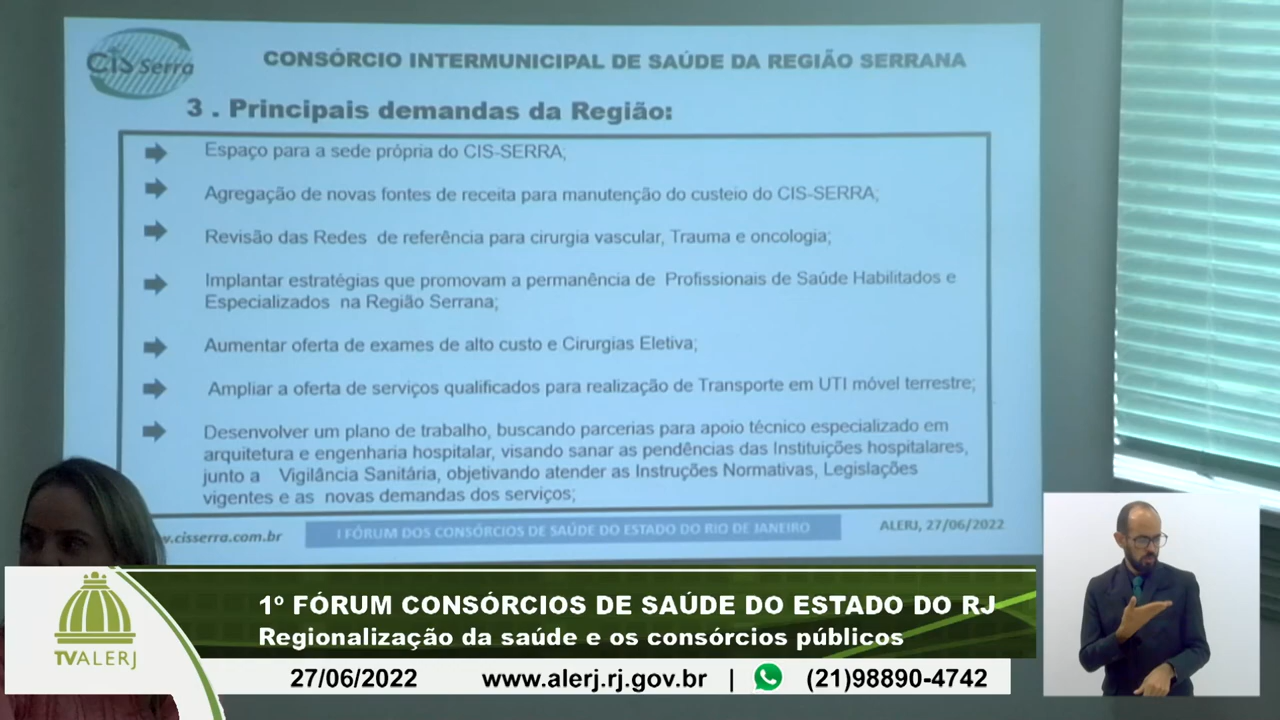 CIS Serra
CONSÓRCIO INTERMUNICIPAL DE SAÚDE DA REGIÃO SERRANA
3 . Principais demandas da Região:
Espaço para a sede própria do CIS-SERRA;
Agregação de novas fontes de receita para manutenção do custeio do CIS-SERRA;
Revisão das Redes de referência para cirurgia vascular, Trauma e oncologia;
Implantar estratégias que promovam a permanência de Profissionais de Saúde Habilitados e
Especializados na Região Serrana;
Aumentar oferta de exames de alto custo e Cirurgias Eletiva;
Ampliar a oferta de serviços qualificados para realização de Transporte em UTI móvel terrestre;
Desenvolver um plano de trabalho, buscando parcerias para apoio técnico especializado em
arquitetura e engenharia hospitalar, visando sanar as pendências das Instituições hospitalares,
junto a Vigilância Sanitária, objetivando atender as Instruções Normativas, Legislações
vigentes e as novas demandas dos serviços;
.cisserra.com.br
I FÓRUM DOS CONSÓRCIOS DE SAÚDE DO ESTADO DO RIO DE JANEIRO
ALERJ, 27/06/2022
1º FÓRUM CONSÓRCIOS DE SAÚDE DO ESTADO DO RJ
Regionalização da saúde e os consórcios públicos
TVALERJ
27/06/2022 www.alerj.rj.gov.br | (21)98890-4742